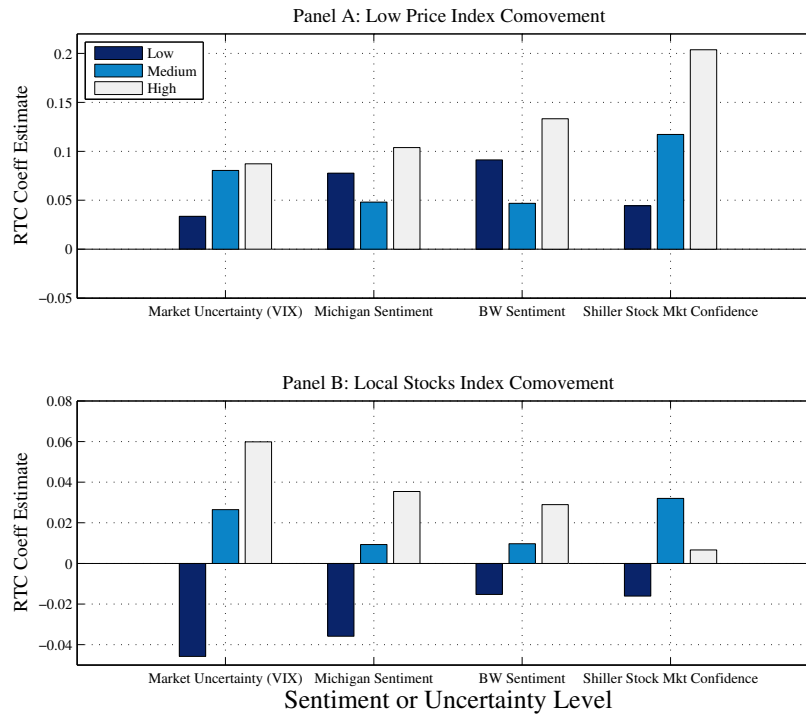 Panel A: Low Price Index Comovement
Low
Medium
High
RTC Coeff Estimate
0.2
0.15
0.1
0.05
0
−0.05
Market Uncertainty (VIX) Michigan Sentiment BW Sentiment Shiller Stock Mkt Confidence
Panel B: Local Stocks Index Comovement
RTC Coeff Estimate
0.08
0.06
0.04
0.02
0
−0.02
−0.04
Market Uncertainty (VIX) Michigan Sentiment BW Sentiment Shiller Stock Mkt Confidence
Sentiment or Uncertainty Level